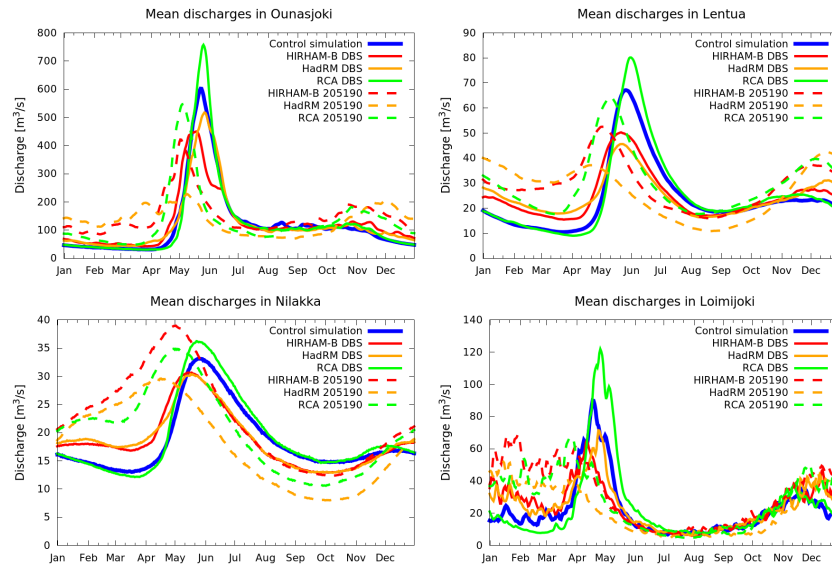 Mean discharges in Ounasjoki
Discharge [m³/s]
800
700
600
500
400
300
200
100
0
Jan Feb Mar Apr May Jun Jul Aug Sep Oct Nov Dec
Control simulation
HIRHAM-B DBS
HadRM DBS
RCA DBS
HIRHAM-B 205190
HadRM 205190
RCA 205190
Mean discharges in Lentua
Discharge [m³/s]
90
80
70
60
50
40
30
20
10
0
Jan Feb Mar Apr May Jun Jul Aug Sep Oct Nov Dec
Control simulation
HIRHAM-B DBS
HadRM DBS
RCA DBS
HIRHAM-B 205190
HadRM 205190
RCA 205190
Mean discharges in Nilakka
Discharge [m³/s]
40
35
30
25
20
15
10
5
0
Jan Feb Mar Apr May Jun Jul Aug Sep Oct Nov Dec
Control simulation
HIRHAM-B DBS
HadRM DBS
RCA DBS
HIRHAM-B 205190
HadRM 205190
RCA 205190
Mean discharges in Loimijoki
Discharge [m³/s]
140
120
100
80
60
40
20
0
Jan Feb Mar Apr May Jun Jul Aug Sep Oct Nov Dec
Control simulation
HIRHAM-B DBS
HadRM DBS
RCA DBS
HIRHAM-B 205190
HadRM 205190
RCA 205190